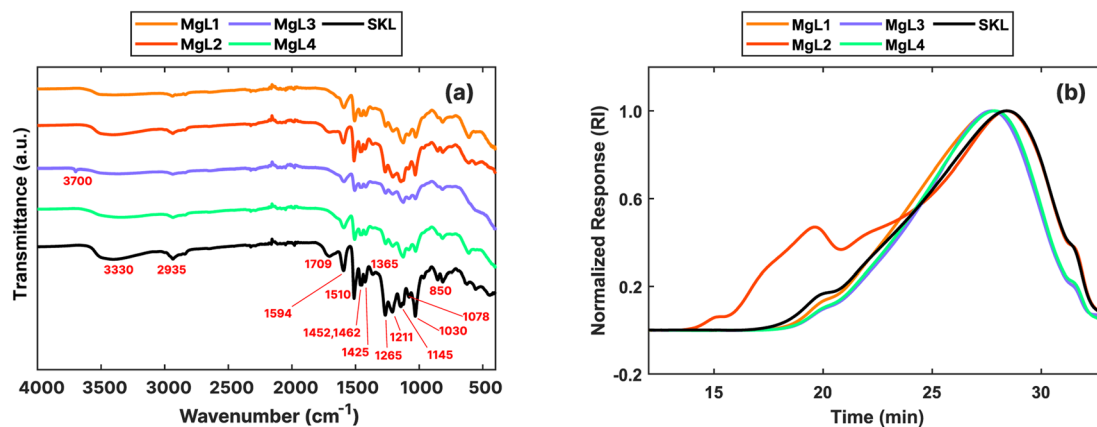 MgL1 MgL3 SKL
MgL2 MgL4
(a)
Transmittance (a.u.)
3700
3330 2935 1709 1365 850
1594 1510 1078
1452,1462 1211 1030
1425 1265 1145
4000 3500 3000 2500 2000 1500 1000 500
Wavenumber (cm⁻¹)
MgL1 MgL3 SKL
MgL2 MgL4
(b)
Normalized Response (RI)
1.0
0.6
0.2
-0.2
15 20 25 30
Time (min)